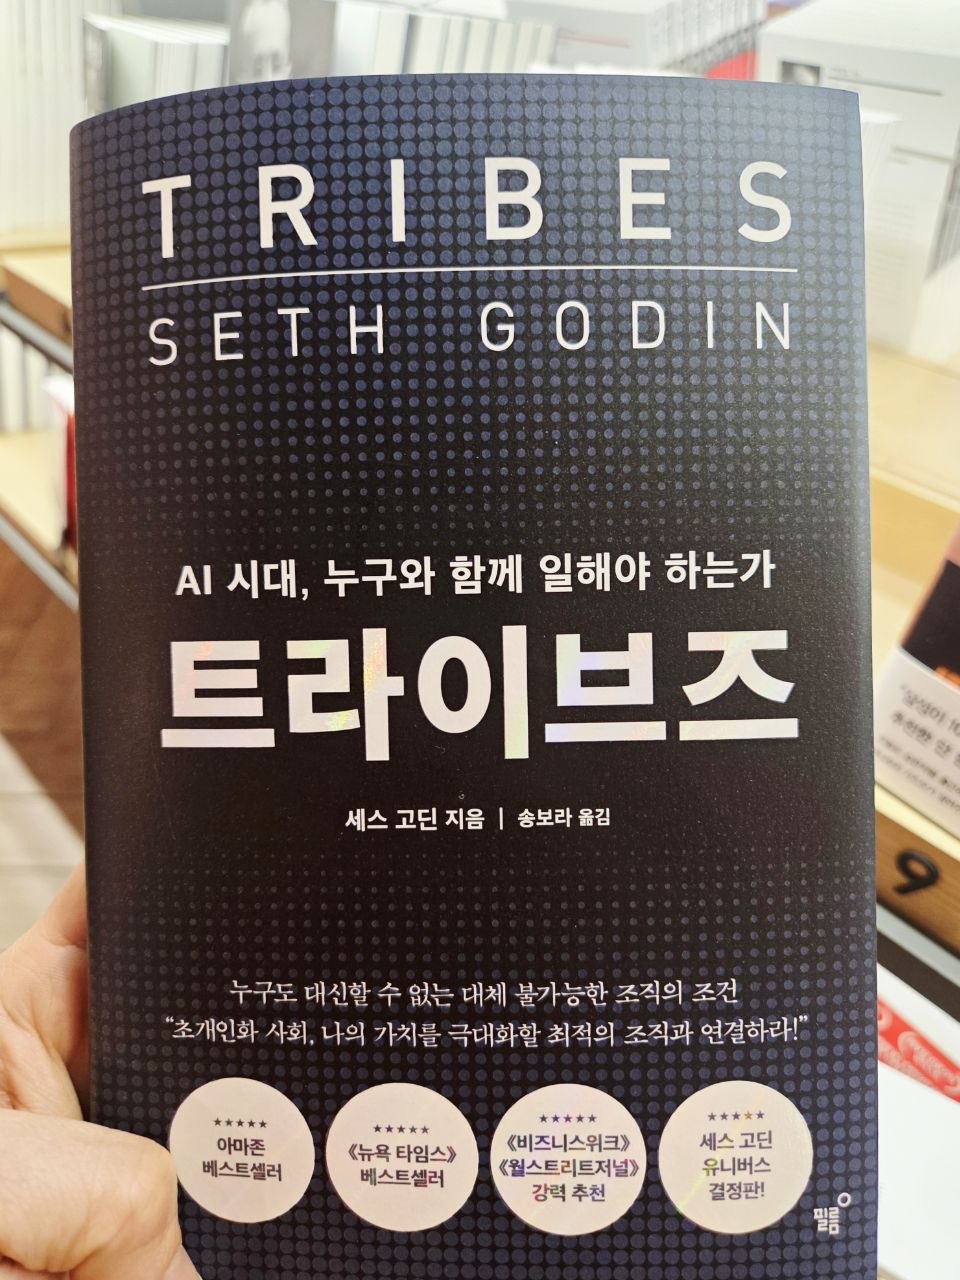 TRIBES
SETH GODIN
AI 시대, 누구와 함께 일해야 하는가
트라이브즈
세스 고딘 지음 | 송보라 옮김
누구도 대신할 수 없는 대체 불가능한 조직의 조건
“초개인화 사회, 나의 가치를 극대화할 최적의 조직과 연결하라!”
★★★★★
아마존
베스트셀러
★★★★★
《뉴욕 타임스》
베스트셀러
★★★★★
《비즈니스위크》
《월스트리트저널》
강력 추천
★★★★★
세스 고딘
유니버스
결정판!
필름
9